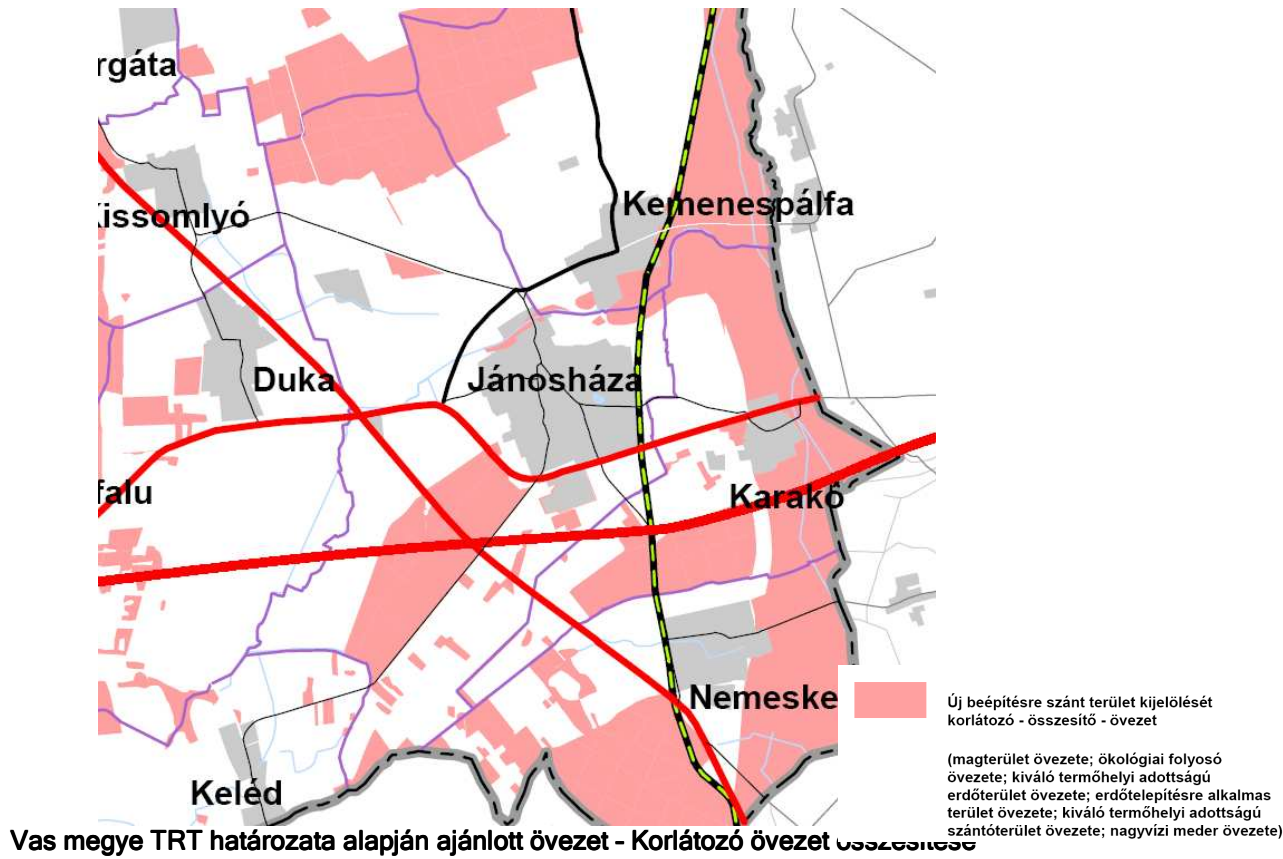 rgáta
Kemenespálfa
Kissomlyó
Duka
Jánosháza
falu
Karakó
Nemeske
Keléd
Új beépítésre szánt terület kijelölését
korlátozó - összesítő - övezet
(magterület övezete; ökológiai folyosó
övezete; kiváló termőhelyi adottságú
erdőterület övezete; erdőtelepítésre alkalmas
terület övezete; kiváló termőhelyi adottságú
szántóterület övezete; nagyvízi meder övezete)
Vas megye TRT határozata alapján ajánlott övezet - Korlátozó övezet összesítése